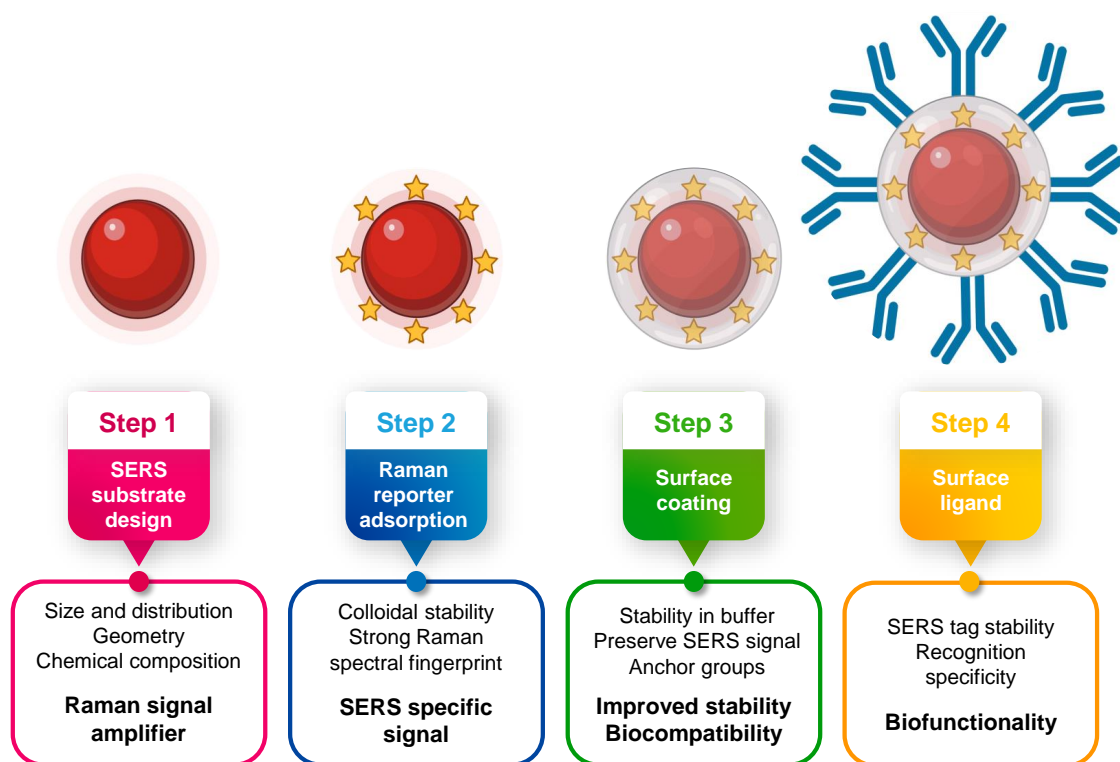 Step 1
SERS
substrate
design
Size and distribution
Geometry
Chemical composition
Raman signal
amplifier
Step 2
Raman
reporter
adsorption
Colloidal stability
Strong Raman
spectral fingerprint
SERS specific
signal
Step 3
Surface
coating
Stability in buffer
Preserve SERS signal
Anchor groups
Improved stability
Biocompatibility
Step 4
Surface
ligand
SERS tag stability
Recognition
specificity
Biofunctionality